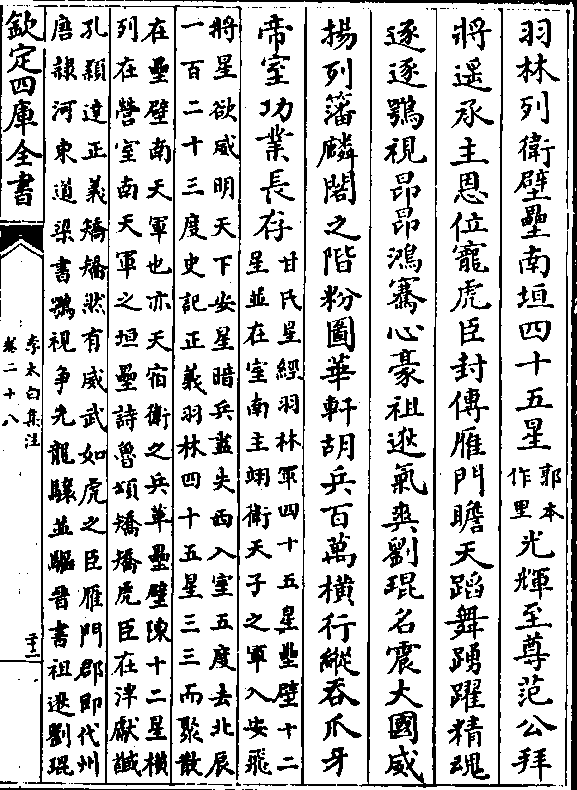 羽林列衛壁壘南垣四十五星郭本作里光輝至尊范公拜
將遥承主恩位寵虎臣封傳雁門瞻天蹈舞踴躍精魂
逐逐鶚視昂昂鴻騫心豪祖逖氣爽劉琨名震大國威
揚列藩麟閣之階粉圖華軒胡兵百萬橫行縱吞爪牙
帝室功業長存甘氏星經羽林軍四十五星壘壁十二
星並在室南主翊衛天子之軍入安飛
將星欲威明天下安星暗兵盡失西入室五度去北辰
一百二十三度史記正義羽林四十五星三三而聚散
在壘壁南天軍也亦天宿衛之兵革壘壁陳十二星橫
列在營室南天軍之垣壘詩魯頌矯矯虎臣在泮獻馘
孔穎達正義矯矯然有威武如虎之臣雁門郡即代州
唐隸河東道梁書鶚視争先龍驤並驅晉書祖逖劉琨
欽定四庫全書
李太白集注
卷二十八